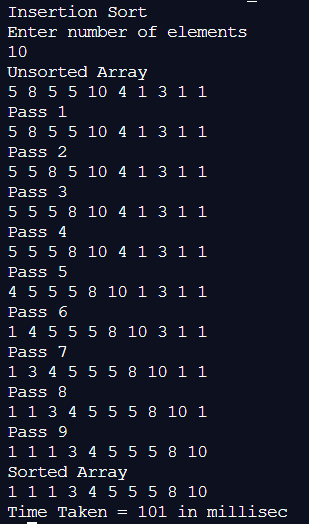 Insertion Sort
Enter number of elements
10
Unsorted Array
5 8 5 5 10 4 1 3 1 1
Pass 1
5 8 5 5 10 4 1 3 1 1
Pass 2
5 5 8 5 10 4 1 3 1 1
Pass 3
5 5 5 8 10 4 1 3 1 1
Pass 4
5 5 5 8 10 4 1 3 1 1
Pass 5
4 5 5 5 8 10 1 3 1 1
Pass 6
1 4 5 5 5 8 10 3 1 1
Pass 7
1 3 4 5 5 5 8 10 1 1
Pass 8
1 1 3 4 5 5 5 8 10 1
Pass 9
1 1 1 3 4 5 5 5 8 10
Sorted Array
1 1 1 3 4 5 5 5 8 10
Time Taken = 101 in millisec